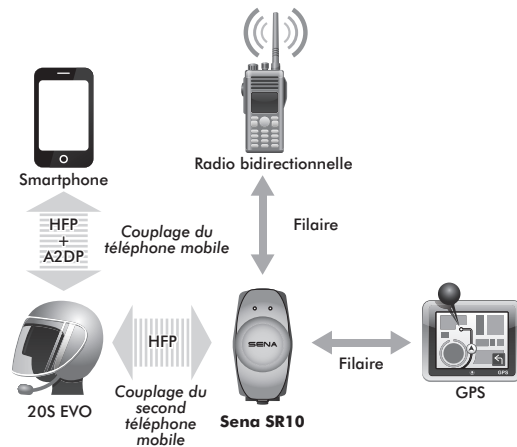 Radio bidirectionnelle
Smartphone
HFP
+
A2DP
Couplage du
téléphone mobile
Filaire
SENA
HFP
Filaire
GPS
20S EVO
Couplage du
second
téléphone
mobile
Sena SR10
GPS